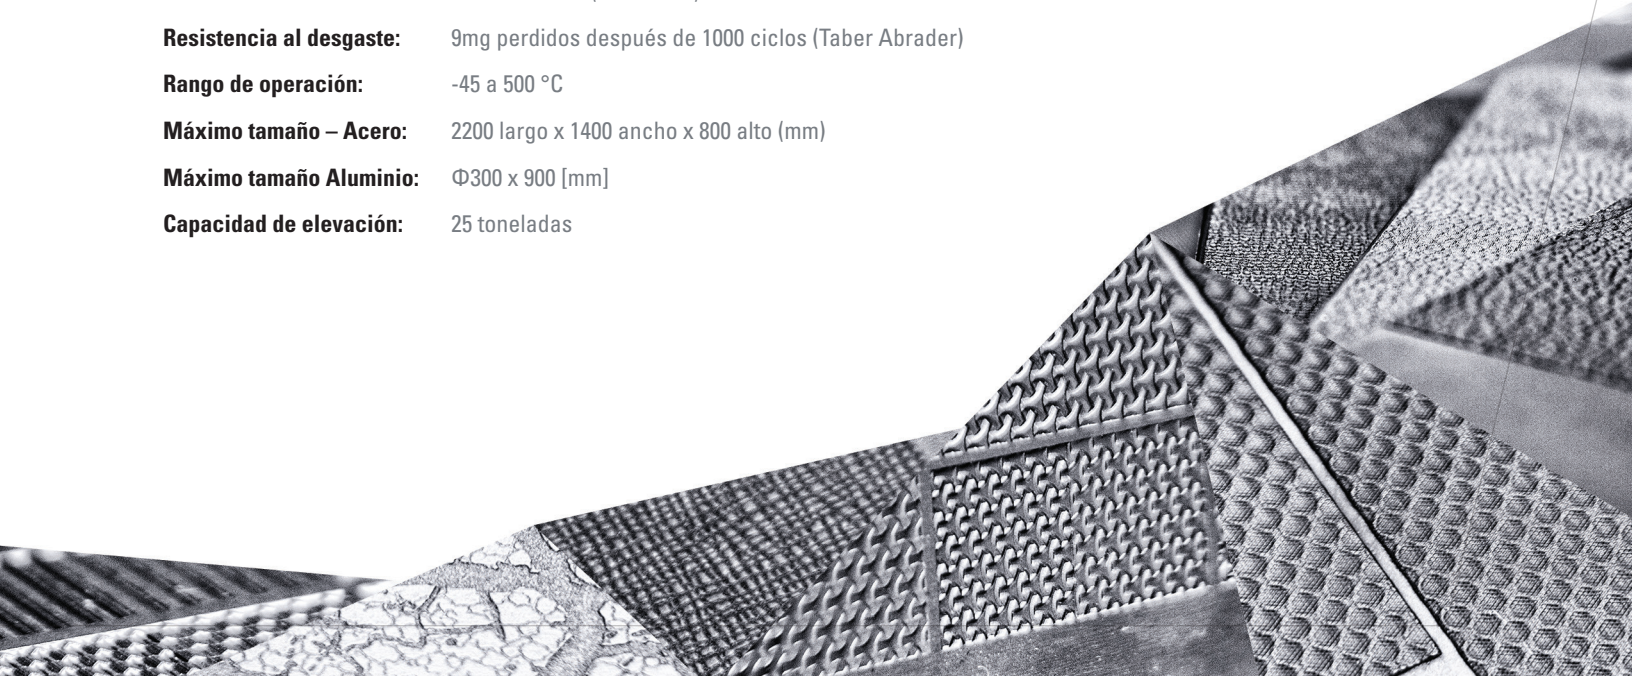 Resistencia al desgaste: 9mg perdidos después de 1000 ciclos (Taber Abrader)
Rango de operación: -45 a 500 °C
Máximo tamaño – Acero: 2200 largo x 1400 ancho x 800 alto (mm)
Máximo tamaño Aluminio: Φ300 x 900 [mm]
Capacidad de elevación: 25 toneladas